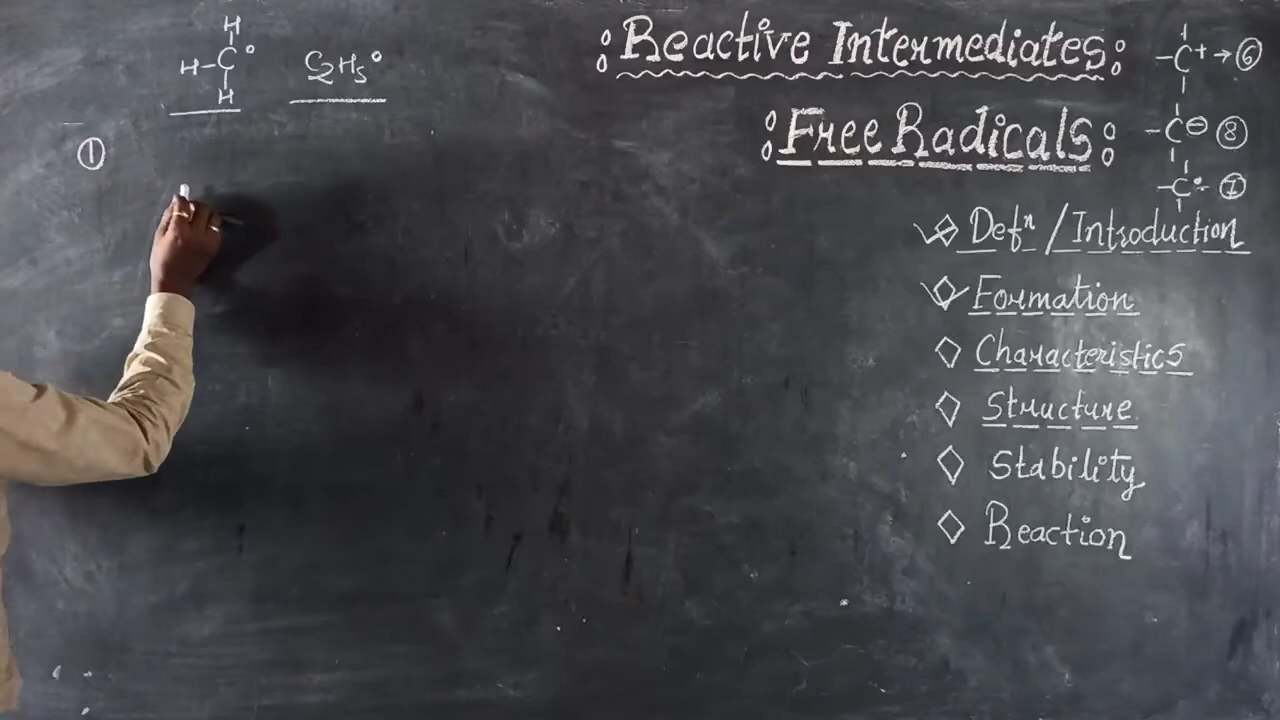 H
H-C°
H
C2H5°
①
: Reactive Intermediates :
: Free Radicals :
-C+ → ⑥
-C⊖ ⑧
-C• - ⑦
Defⁿ/Introduction
Formation
Characteristics
Structure
Stability
Reaction